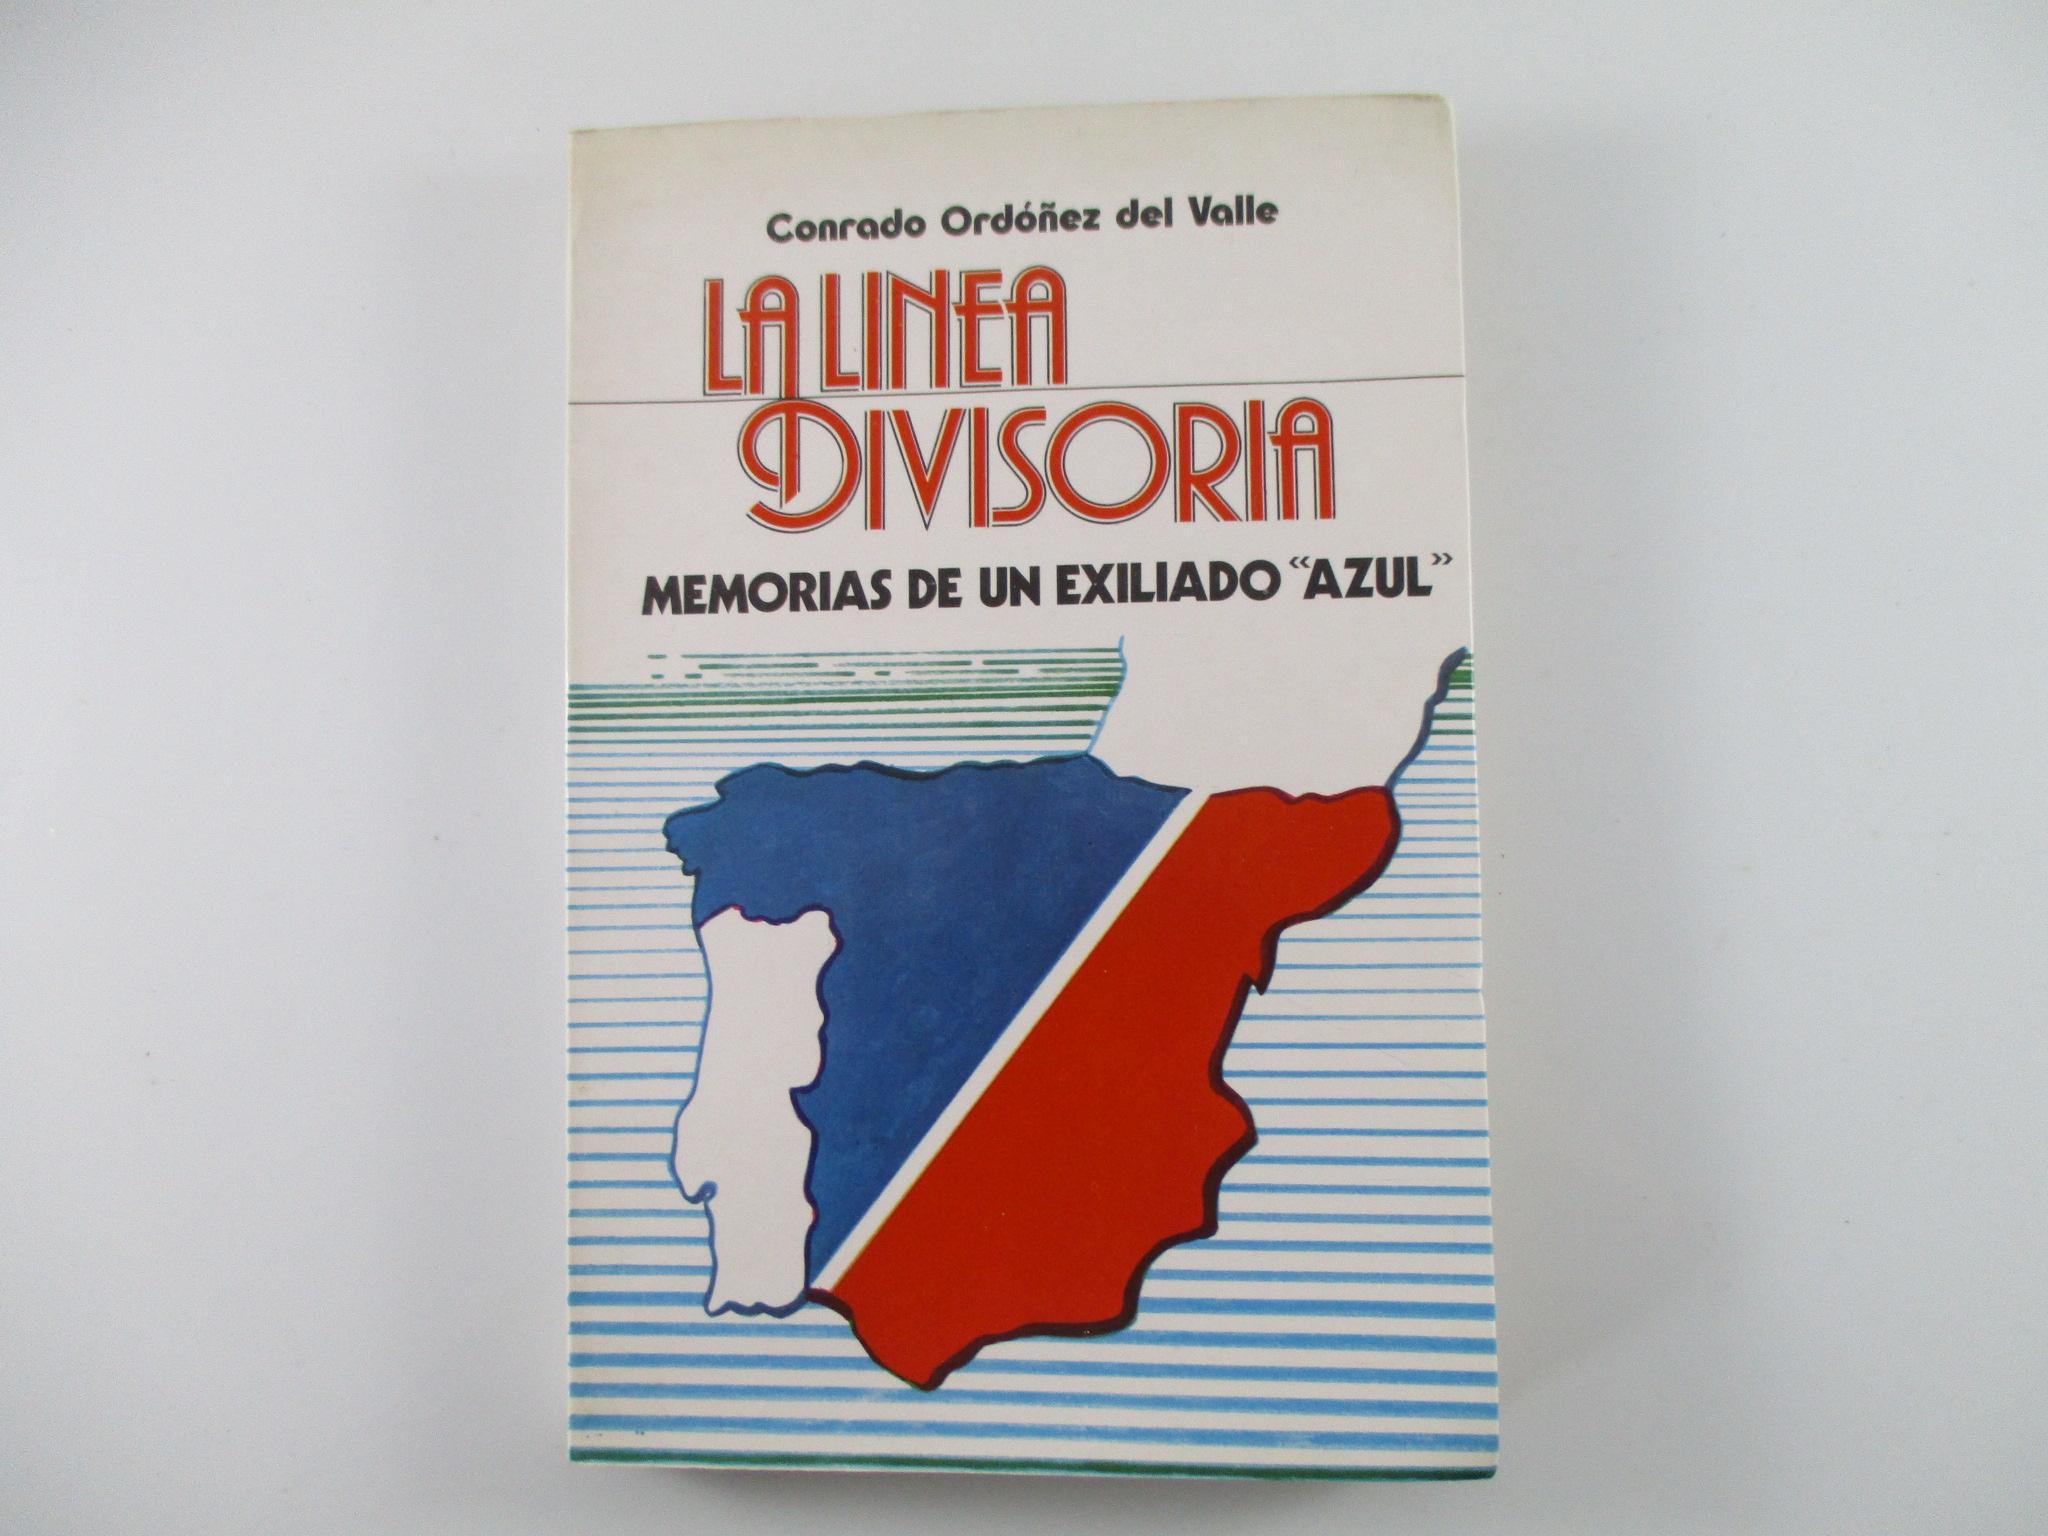 Conrado Ordóñez del Valle
LA LINEA
DIVISORIA
MEMORIAS DE UN EXILIADO “AZUL”